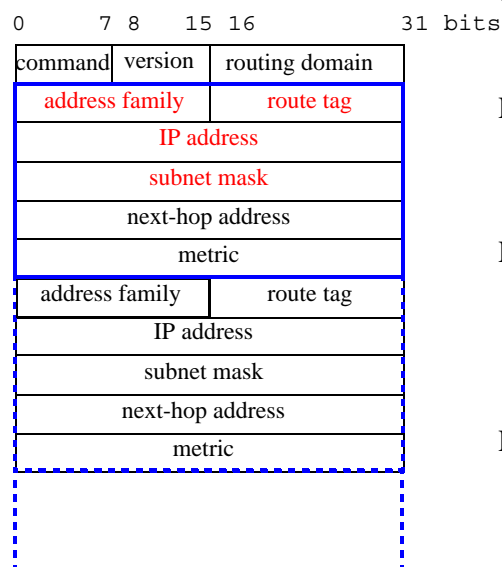 0 7 8 15 16 31 bits
command version routing domain
address family route tag
IP address
subnet mask
next-hop address
metric
address family route tag
IP address
subnet mask
next-hop address
metric